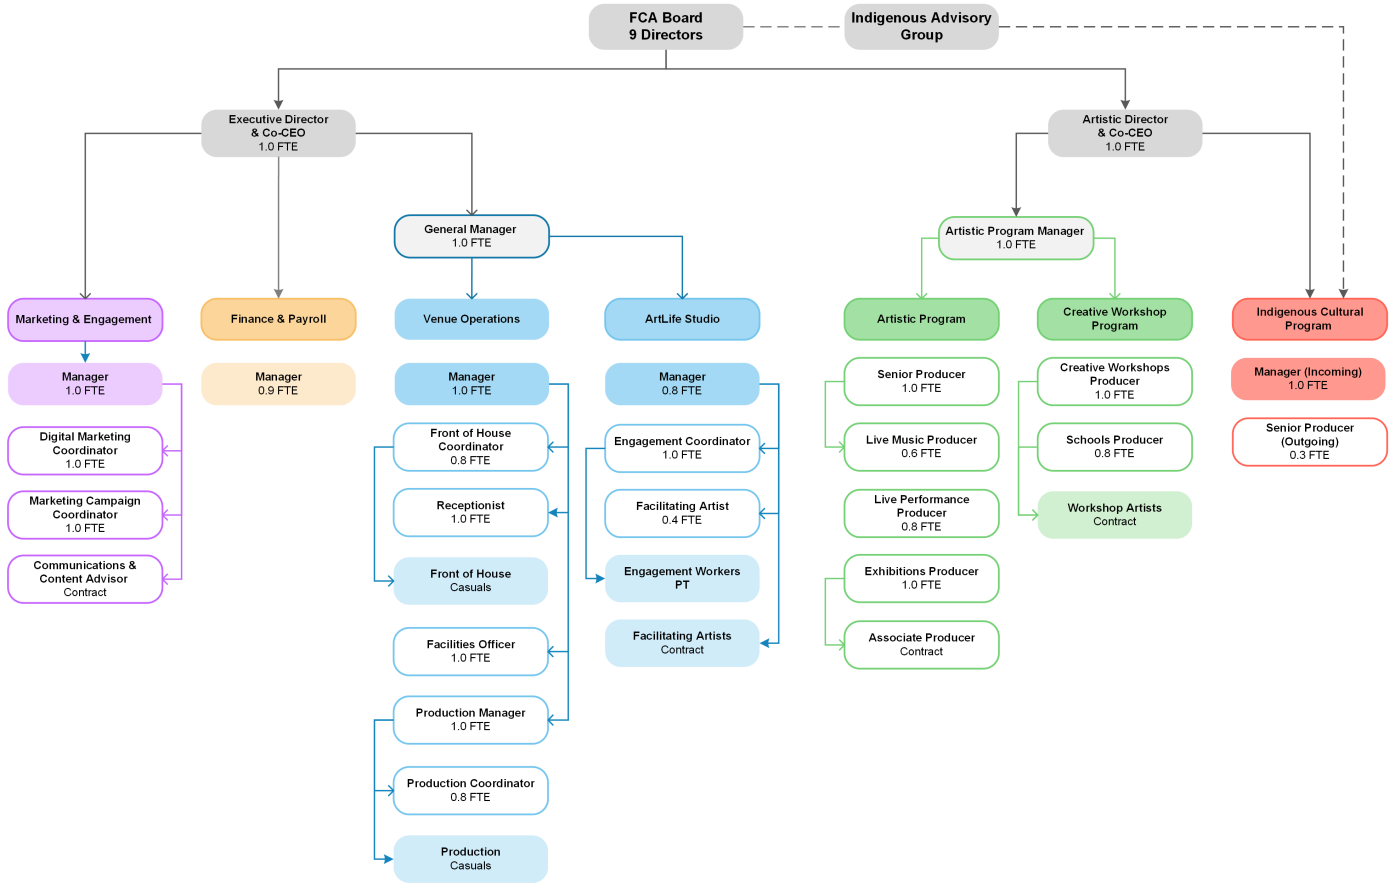 FCA Board
9 Directors
Indigenous Advisory
Group
Executive Director
& Co-CEO
1.0 FTE
Artistic Director
& Co-CEO
1.0 FTE
General Manager
1.0 FTE
Artistic Program Manager
1.0 FTE
Marketing & Engagement
Manager
1.0 FTE
Digital Marketing
Coordinator
1.0 FTE
Marketing Campaign
Coordinator
1.0 FTE
Communications &
Content Advisor
Contract
Finance & Payroll
Manager
0.9 FTE
Venue Operations
Manager
1.0 FTE
Front of House
Coordinator
0.8 FTE
Receptionist
1.0 FTE
Front of House
Casuals
Facilities Officer
1.0 FTE
Production Manager
1.0 FTE
Production Coordinator
0.8 FTE
Production
Casuals
ArtLife Studio
Manager
0.8 FTE
Engagement Coordinator
1.0 FTE
Facilitating Artist
0.4 FTE
Engagement Workers
PT
Facilitating Artists
Contract
Artistic Program
Senior Producer
1.0 FTE
Live Music Producer
0.6 FTE
Live Performance
Producer
0.8 FTE
Exhibitions Producer
1.0 FTE
Associate Producer
Contract
Creative Workshop
Program
Creative Workshops
Producer
1.0 FTE
Schools Producer
0.8 FTE
Workshop Artists
Contract
Indigenous Cultural
Program
Manager (Incoming)
1.0 FTE
Senior Producer
(Outgoing)
0.3 FTE